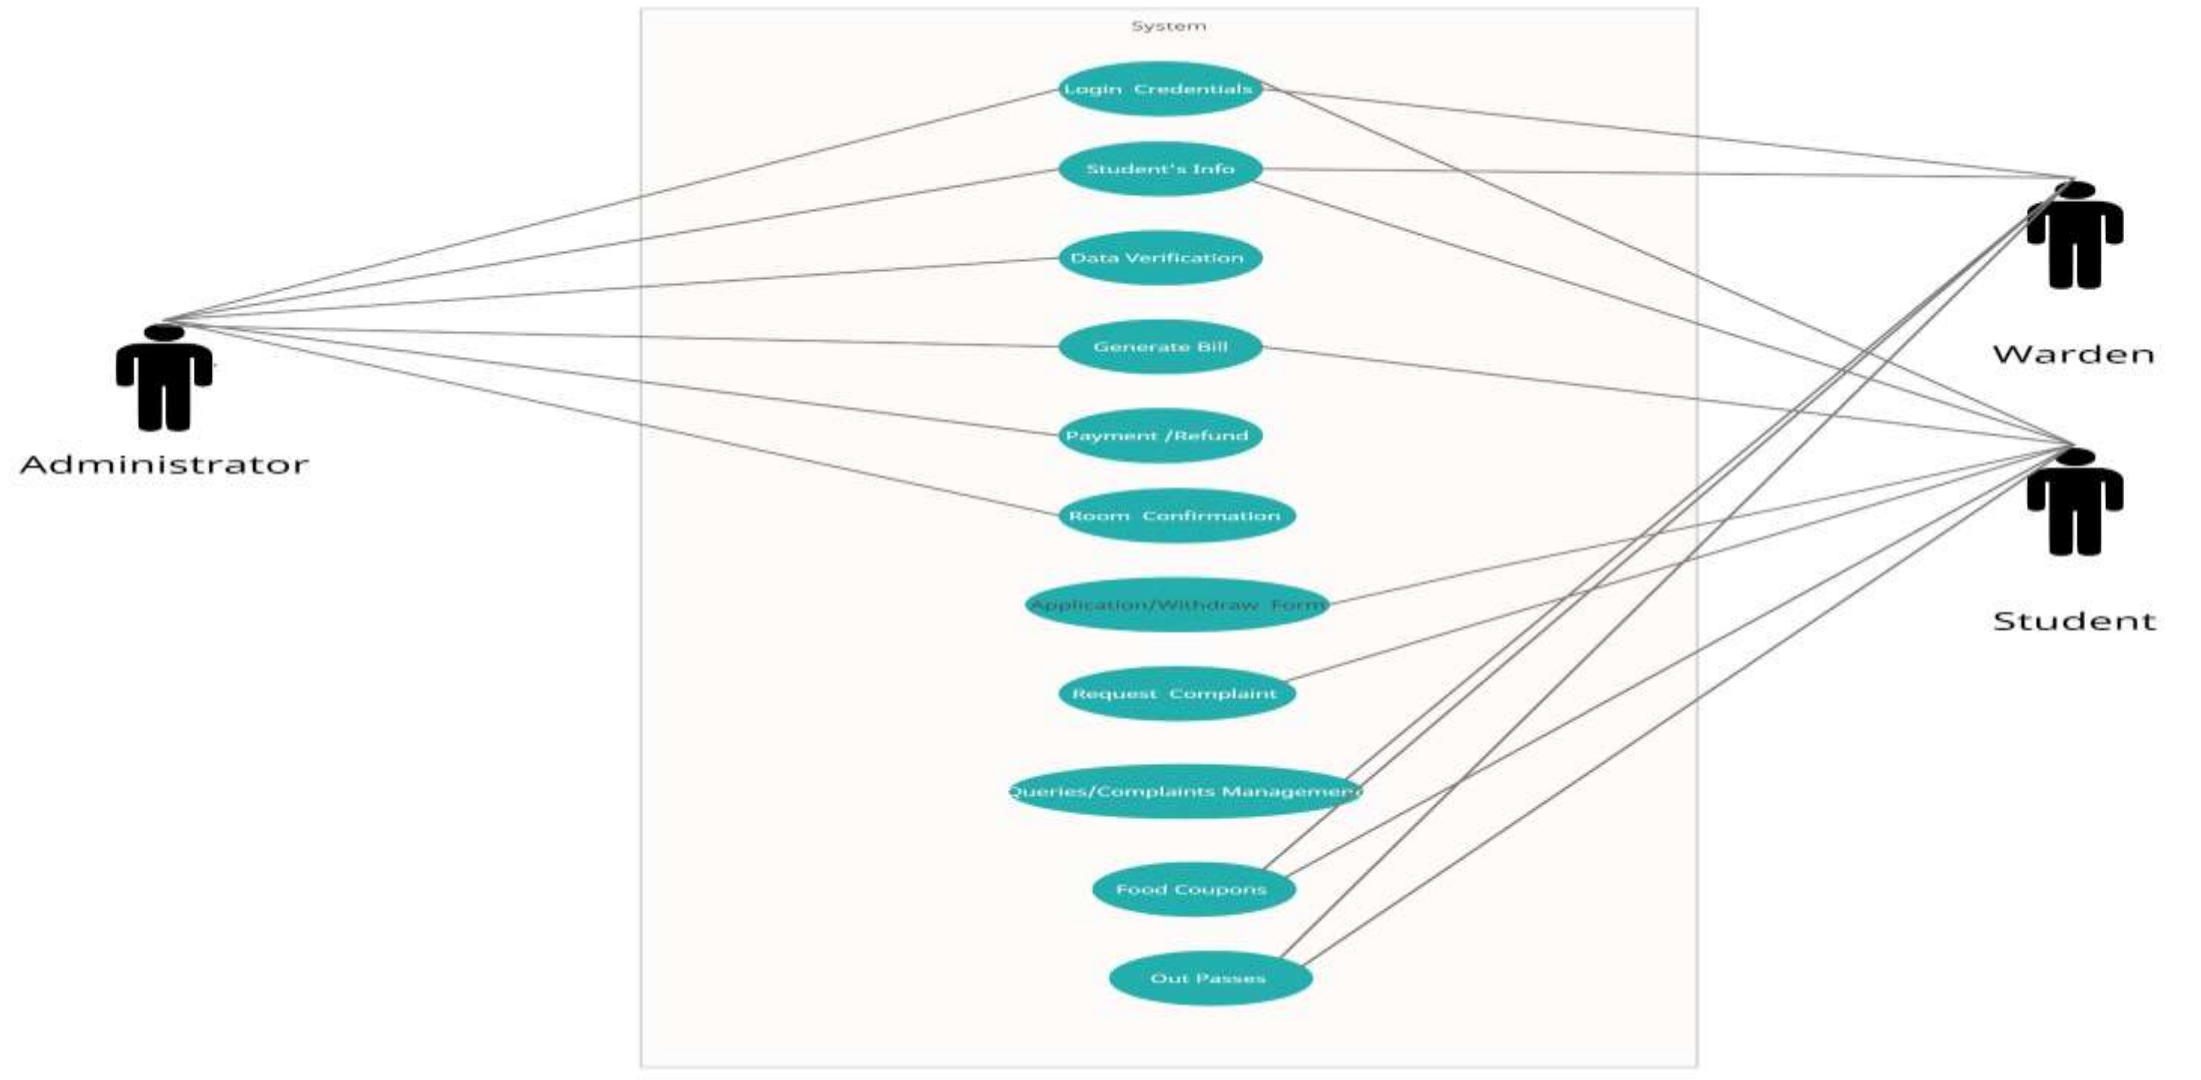 System
Login Credentials
Student's Info
Data Verification
Generate Bill
Payment /Refund
Room Confirmation
Application/Withdraw Form
Request Complaint
Queries/Complaints Management
Food Coupons
Out Passes
Administrator
Warden
Student